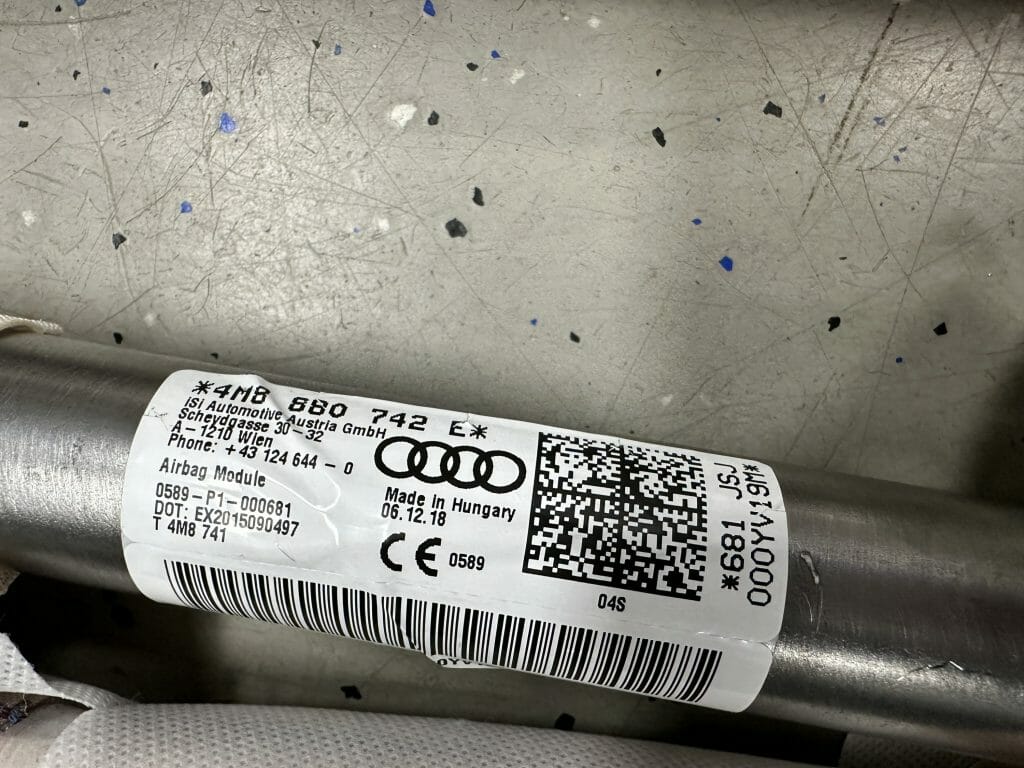 *4M8 880 742 E*
iSi Automotive Austria GmbH
Scheydgasse 30-32
A-1210 Wien
Phone: +43 124 644 - 0
Airbag Module
0589-P1-000681
DOT: EX2015090497
T 4M8 741
Made in Hungary
06.12.18
CE 0589
04S
*681 JSJ
000YV19M*